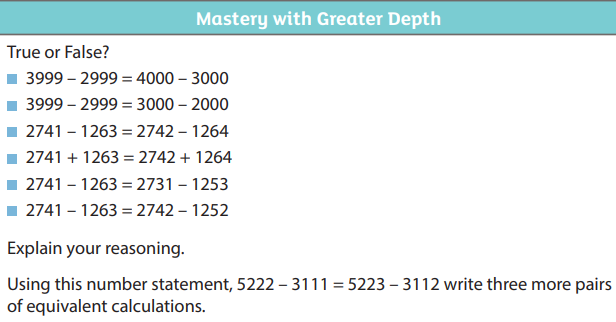 Mastery with Greater Depth
True or False?
3999 – 2999 = 4000 – 3000
3999 – 2999 = 3000 – 2000
2741 – 1263 = 2742 – 1264
2741 + 1263 = 2742 + 1264
2741 – 1263 = 2731 – 1253
2741 – 1263 = 2742 – 1252
Explain your reasoning.
Using this number statement, 5222 – 3111 = 5223 – 3112 write three more pairs
of equivalent calculations.